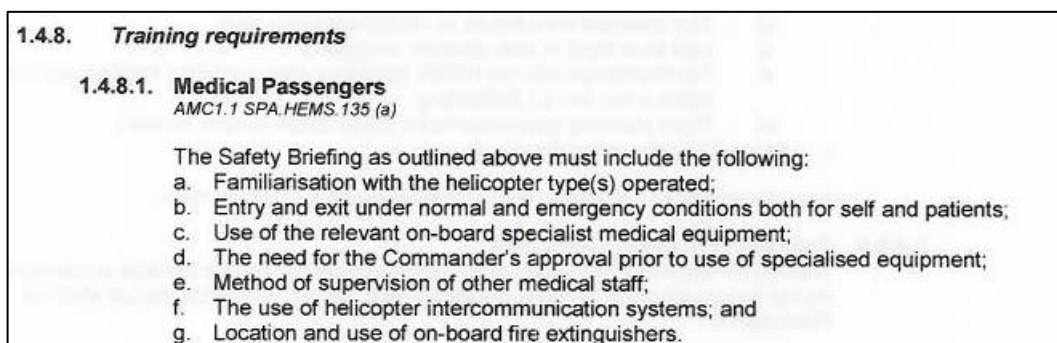 1.4.8. Training requirements
1.4.8.1. Medical Passengers
AMC1.1 SPA.HEMS.135 (a)
The Safety Briefing as outlined above must include the following:
a. Familiarisation with the helicopter type(s) operated;
b. Entry and exit under normal and emergency conditions both for self and patients;
c. Use of the relevant on-board specialist medical equipment;
d. The need for the Commander's approval prior to use of specialised equipment;
e. Method of supervision of other medical staff;
f. The use of helicopter intercommunication systems; and
g. Location and use of on-board fire extinguishers.